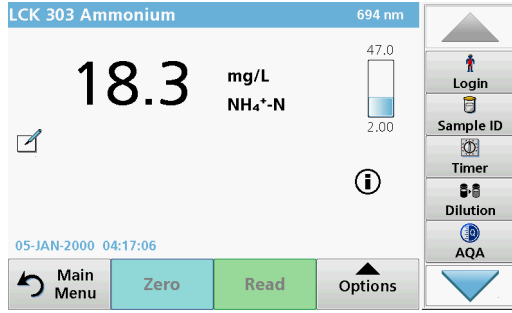 LCK 303 Ammonium 694 nm
18.3 mg/L
NH₄⁺-N
47.0
2.00
05-JAN-2000 04:17:06
Main
Menu
Zero
Read
Options
Login
Sample ID
Timer
Dilution
AQA